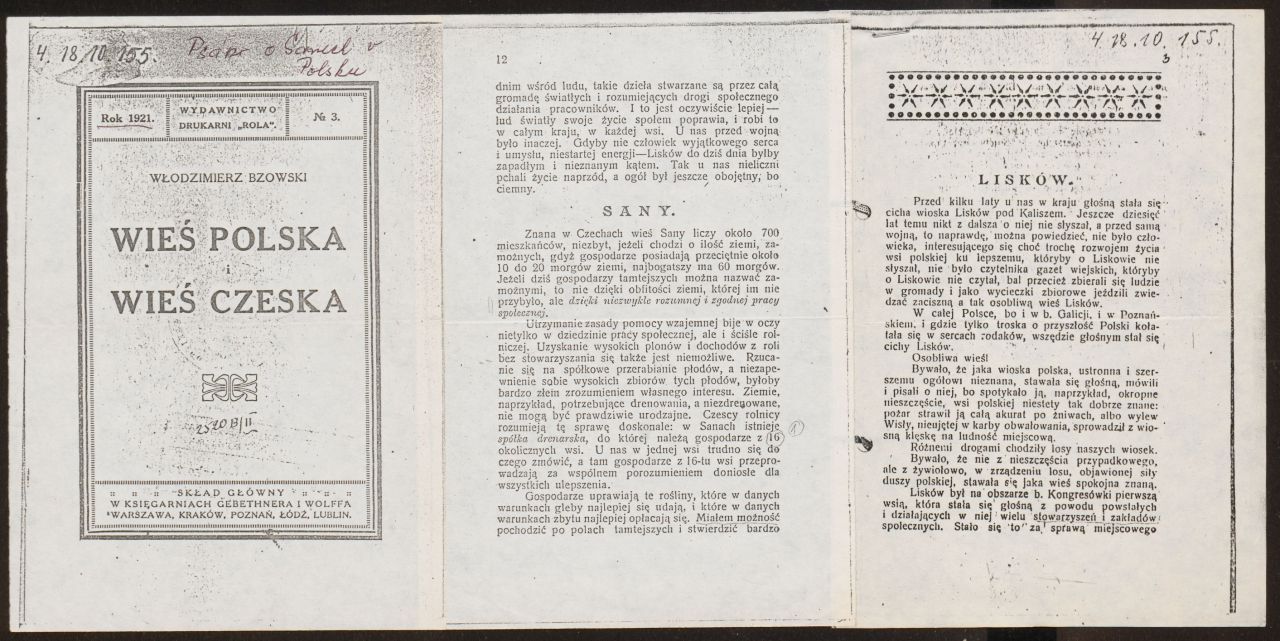 4. 18.10.155.
Psapr o Sanech v
Polsku
Rok 1921.
WYDAWNICTWO
DRUKARNI „ROLA”.
№ 3.
WŁODZIMIERZ BZOWSKI
WIEŚ POLSKA
i
WIEŚ CZESKA
2520 B/II
SKŁAD GŁÓWNY
W KSIĘGARNIACH GEBETHNERA I WOLFFA
WARSZAWA, KRAKÓW, POZNAŃ, ŁÓDŹ, LUBLIN.
12
dnim wśród ludu, takie dzieła stwarzane są przez całą
gromadę światłych i rozumiejących drogi społecznego
działania pracowników. I to jest oczywiście lepiej—
lud światły swoje życie społem poprawia, i robi to
w całym kraju, w każdej wsi. U nas przed wojną
było inaczej. Gdyby nie człowiek wyjątkowego serca
i umysłu, niestartej energji—Lisków do dziś dnia byłby
zapadłym i nieznanym kątem. Tak u nas nieliczni
pchali życie naprzód, a ogół był jeszcze obojętny, bo
ciemny.
SANY.
Znana w Czechach wieś Sany liczy około 700
mieszkańców, niezbyt, jeżeli chodzi o ilość ziemi, za-
możnych, gdyż gospodarze posiadają przeciętnie około
10 do 20 morgów ziemi, najbogatszy ma 60 morgów.
Jeżeli dziś gospodarzy tamtejszych można nazwać za-
możnymi, to nie dzięki obfitości ziemi, której im nie
przybyło, ale dzięki niezwykle rozumnej i zgodnej pracy
społecznej.
Utrzymanie zasady pomocy wzajemnej bije w oczy
nietylko w dziedzinie pracy społecznej, ale i ściśle rol-
niczej. Uzyskanie wysokich plonów i dochodów z roli
bez stowarzyszania się także jest niemożliwe. Rzuca-
nie się na spółkowe przerabianie płodów, a niezape-
wnienie sobie wysokich zbiorów tych płodów, byłoby
bardzo złem zrozumieniem własnego interesu. Ziemie,
naprzykład, potrzebujące drenowania, a niezdrenowane,
nie mogą być prawdziwie urodzajne. Czescy rolnicy
rozumieją tę sprawę doskonale: w Sanach istnieje
spółka drenarska, do której należą gospodarze z 16 1)
okolicznych wsi. U nas w jednej wsi trudno się do
czego zmówić, a tam gospodarze z 16-tu wsi przepro-
wadzają za wspólnem porozumieniem doniosłe dla
wszystkich ulepszenia.
Gospodarze uprawiają te rośliny, które w danych
warunkach gleby najlepiej się udają, i które w danych
warunkach zbytu najlepiej opłacają się. Miałem możność
pochodzić po polach tamtejszych i stwierdzić bardzo
4 18.10.155.
3
LISKÓW.
Przed kilku laty u nas w kraju głośną stała się
cicha wioska Lisków pod Kaliszem. Jeszcze dziesięć
lat temu nikt z dalsza o niej nie słyszał, a przed samą
wojną, to naprawdę, można powiedzieć, nie było czło-
wieka, interesującego się choć trochę rozwojem życia
wsi polskiej ku lepszemu, któryby o Liskowie nie
słyszał, nie było czytelnika gazet wiejskich, któryby
o Liskowie nie czytał, bal przecież zbierali się ludzie
w gromady i jako wycieczki zbiorowe jeździli zwie-
dzać zaciszną a tak osobliwą wieś Lisków.
W całej Polsce, bo i w b. Galicji, i w Poznań-
skiem, i gdzie tylko troska o przyszłość Polski koła-
tała się w sercach rodaków, wszędzie głośnym stał się
cichy Lisków.
Osobliwa wieś!
Bywało, że jaka wioska polska, ustronna i szer-
szemu ogółowi nieznana, stawała się głośną, mówili
i pisali o niej, bo spotykało ją, naprzykład, okropne
nieszczęście, wsi polskiej niestety tak dobrze znane:
pożar strawił ją całą akurat po żniwach, albo wylew
Wisły, nieujętej w karby obwałowania, sprowadził z wio-
sną klęskę na ludność miejscową.
Różnemi drogami chodziły losy naszych wiosek.
Bywało, że nie z nieszczęścia przypadkowego,
ale z żywiołowo, w zrządzeniu losu, objawionej siły
duszy polskiej, stawała się jaka wieś spokojna znaną.
Lisków był na obszarze b. Kongresówki pierwszą
wsią, która stała się głośną z powodu powstałych
i działających w niej wielu stowarzyszeń i zakładów
społecznych. Stało się to za sprawą miejscowego